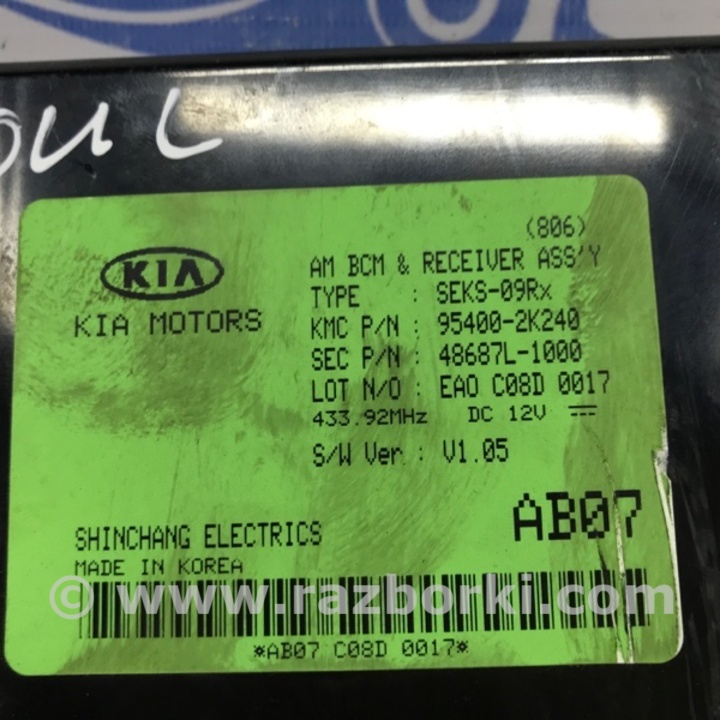 OUL
(806)
KIA
KIA MOTORS
AM BCM & RECEIVER ASS'Y
TYPE : SEKS-09Rx
KMC P/N : 95400-2K240
SEC P/N : 48687L-1000
LOT N/O : EAO C08D 0017
433.92MHz DC 12V
S/W Ver : V1.05
AB07
SHINCHANG ELECTRICS
MADE IN KOREA
© www.razborki.com
*AB07 C08D 0017*